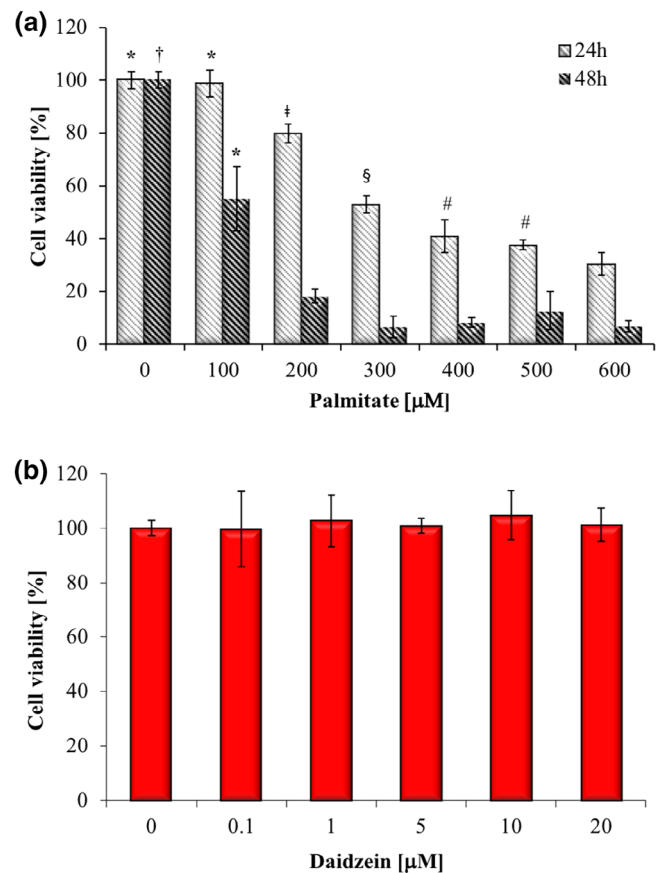 (a)
120
100
80
60
40
20
0
Cell viability [%]
* † * * ‡ § # #
24h
48h
0 100 200 300 400 500 600
Palmitate [µM]
(b)
120
100
80
60
40
20
0
Cell viability [%]
0 0.1 1 5 10 20
Daidzein [µM]